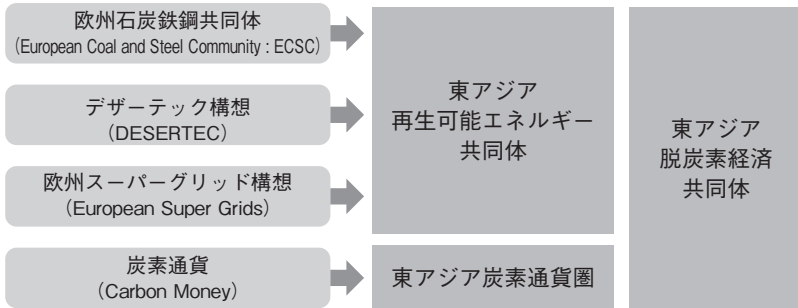 欧州石炭鉄鋼共同体
(European Coal and Steel Community : ECSC)
デザーテック構想
(DESERTEC)
欧州スーパーグリッド構想
(European Super Grids)
炭素通貨
(Carbon Money)
東アジア
再生可能エネルギー
共同体
東アジア炭素通貨圏
東アジア
脱炭素経済
共同体